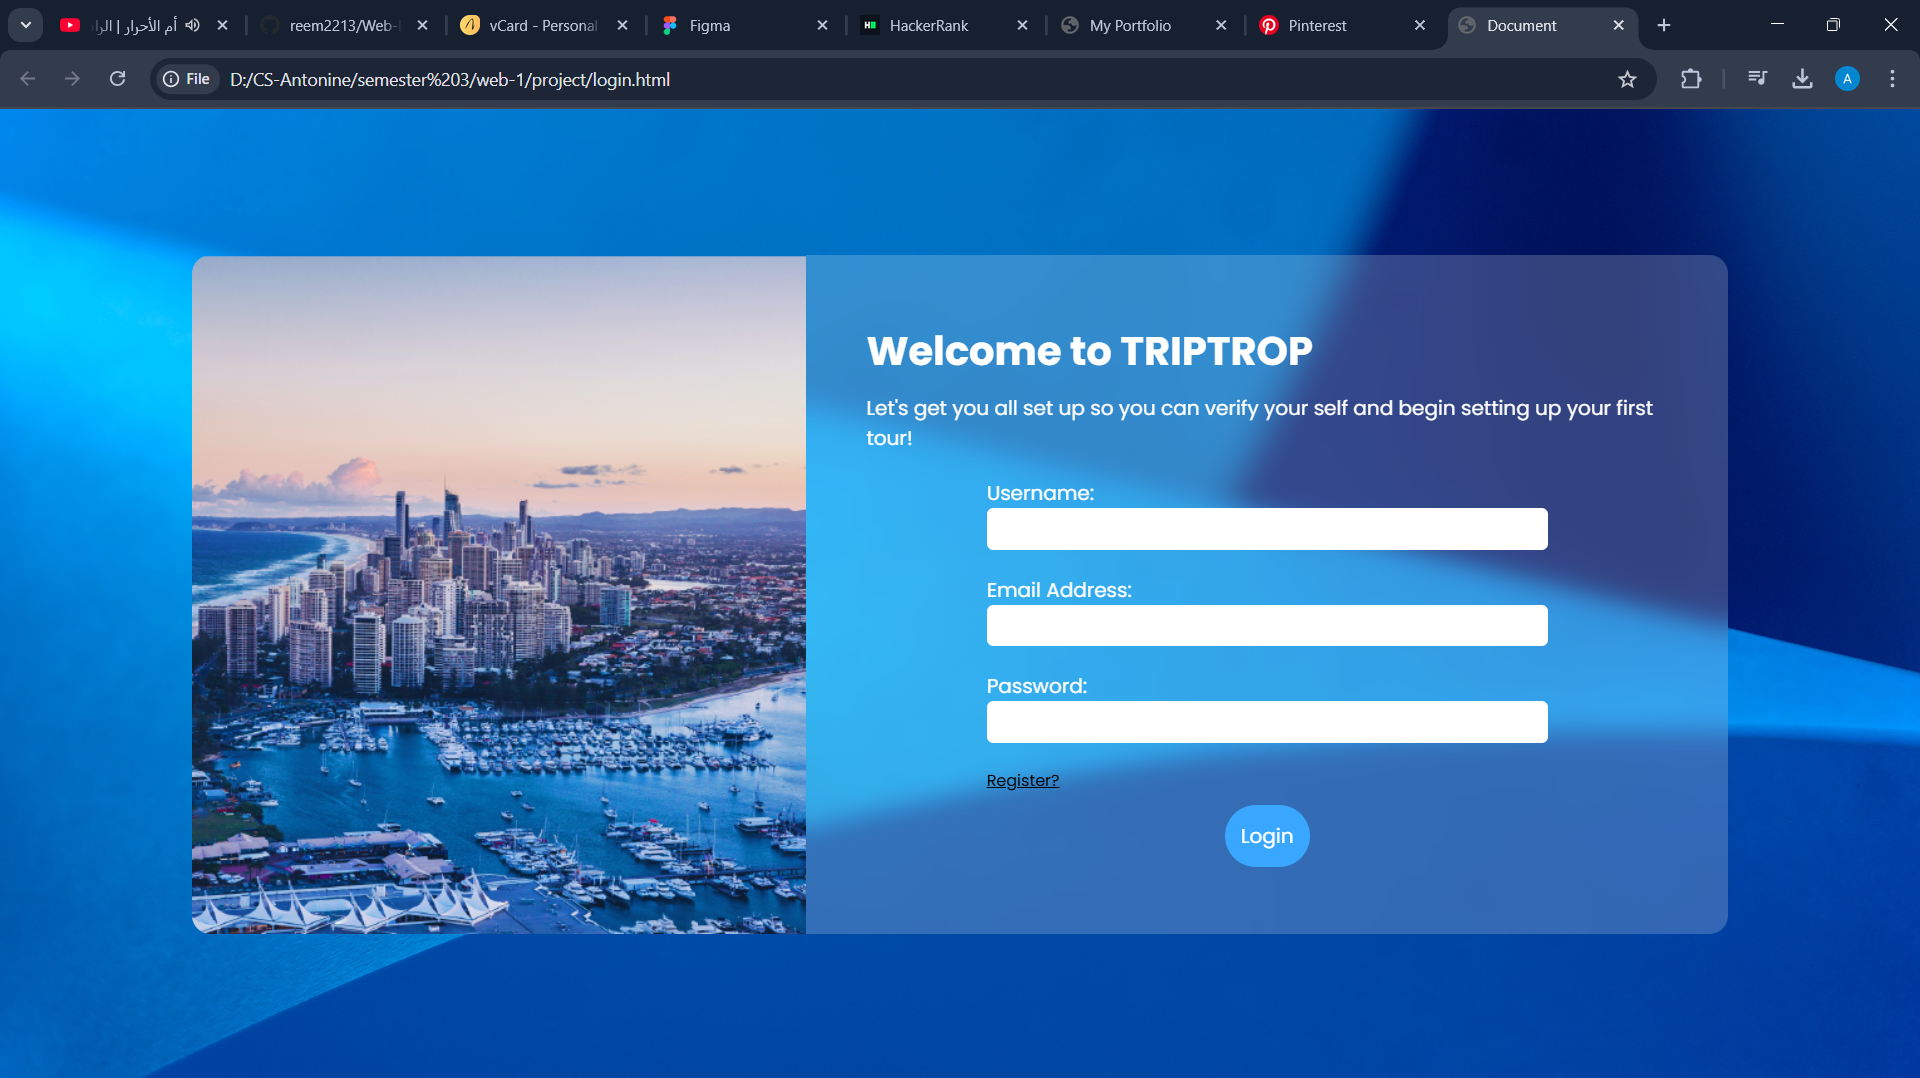 أم الأحرار | الرا
reem2213/Web-
vCard - Personal
Figma
HackerRank
My Portfolio
Pinterest
Document
File
D:/CS-Antonine/semester%203/web-1/project/login.html
A
Welcome to TRIPTROP
Let's get you all set up so you can verify your self and begin setting up your first
tour!
Username:
Email Address:
Password:
Register?
Login